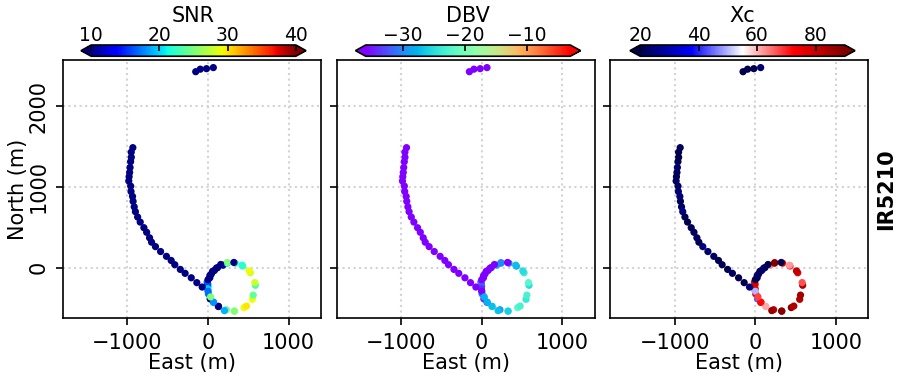 SNR DBV Xc
10 20 30 40 −30 −20 −10 20 40 60 80
2000
1000
0
North (m)
IR5210
−1000 0 1000 −1000 0 1000 −1000 0 1000
East (m) East (m) East (m)